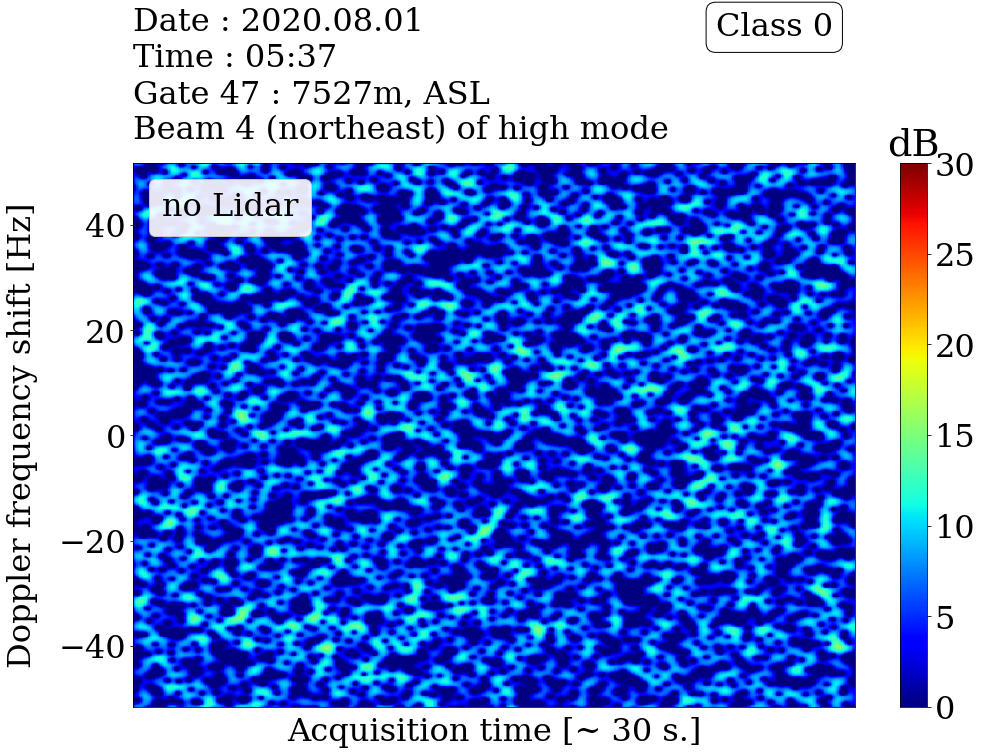 Date : 2020.08.01
Time : 05:37
Gate 47 : 7527m, ASL
Beam 4 (northeast) of high mode
Class 0
dB
no Lidar
Doppler frequency shift [Hz]
40
20
0
−20
−40
30
25
20
15
10
5
0
Acquisition time [~ 30 s.]